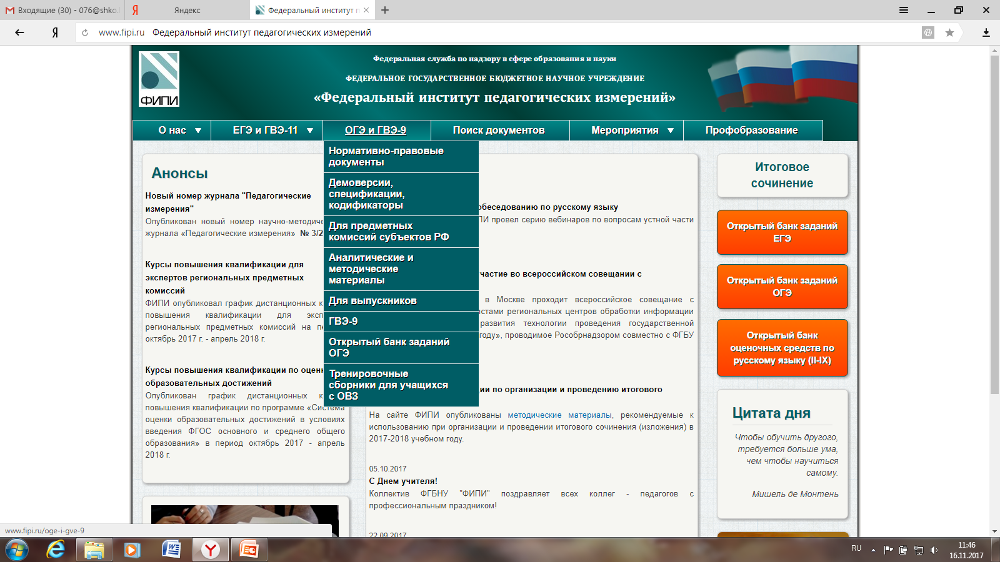 Входящие (30) - 076@shko
Яндекс
Федеральный институт п
www.fipi.ru Федеральный институт педагогических измерений
ФИПИ
Федеральная служба по надзору в сфере образования и науки
ФЕДЕРАЛЬНОЕ ГОСУДАРСТВЕННОЕ БЮДЖЕТНОЕ НАУЧНОЕ УЧРЕЖДЕНИЕ
«Федеральный институт педагогических измерений»
О нас
ЕГЭ и ГВЭ-11
ОГЭ и ГВЭ-9
Поиск документов
Мероприятия
Профобразование
Нормативно-правовые
документы
Демоверсии,
спецификации,
кодификаторы
Для предметных
комиссий субъектов РФ
Аналитические и
методические
материалы
Для выпускников
ГВЭ-9
Открытый банк заданий
ОГЭ
Тренировочные
сборники для учащихся
с ОВЗ
Анонсы
Новый номер журнала "Педагогические
измерения"
Опубликован новый номер научно-методиче
журнала «Педагогические измерения» № 3/2
Курсы повышения квалификации для
экспертов региональных предметных
комиссий
ФИПИ опубликовал график дистанционных к
повышения квалификации для эксп
региональных предметных комиссий на пе
октябрь 2017 г. - апрель 2018 г.
Курсы повышения квалификации по оцен
образовательных достижений
Опубликован график дистанционных к
повышения квалификации по программе «Система
оценки образовательных достижений в условиях
введения ФГОС основного и среднего общего
образования» в период октябрь 2017 - апрель
2018 г.
обеседованию по русскому языку
ПИ провел серию вебинаров по вопросам устной части
частие во всероссийском совещании с
в Москве проходит всероссийское совещание с
истами региональных центров обработки информации
развития технологии проведения государственной
году», проводимое Рособрнадзором совместно с ФГБУ
ии по организации и проведению итогового
На сайте ФИПИ опубликованы методические материалы, рекомендуемые к
использованию при организации и проведении итогового сочинения (изложения) в
2017-2018 учебном году.
05.10.2017
С Днем учителя!
Коллектив ФГБНУ "ФИПИ" поздравляет всех коллег - педагогов с
профессиональным праздником!
22.09.2017
Итоговое
сочинение
Открытый банк заданий
ЕГЭ
Открытый банк заданий
ОГЭ
Открытый банк
оценочных средств по
русскому языку (II-IX)
Цитата дня
Чтобы обучить другого,
требуется больше ума,
чем чтобы научиться
самому.
Мишель де Монтень
www.fipi.ru/oge-i-gve-9
RU
11:46
16.11.2017